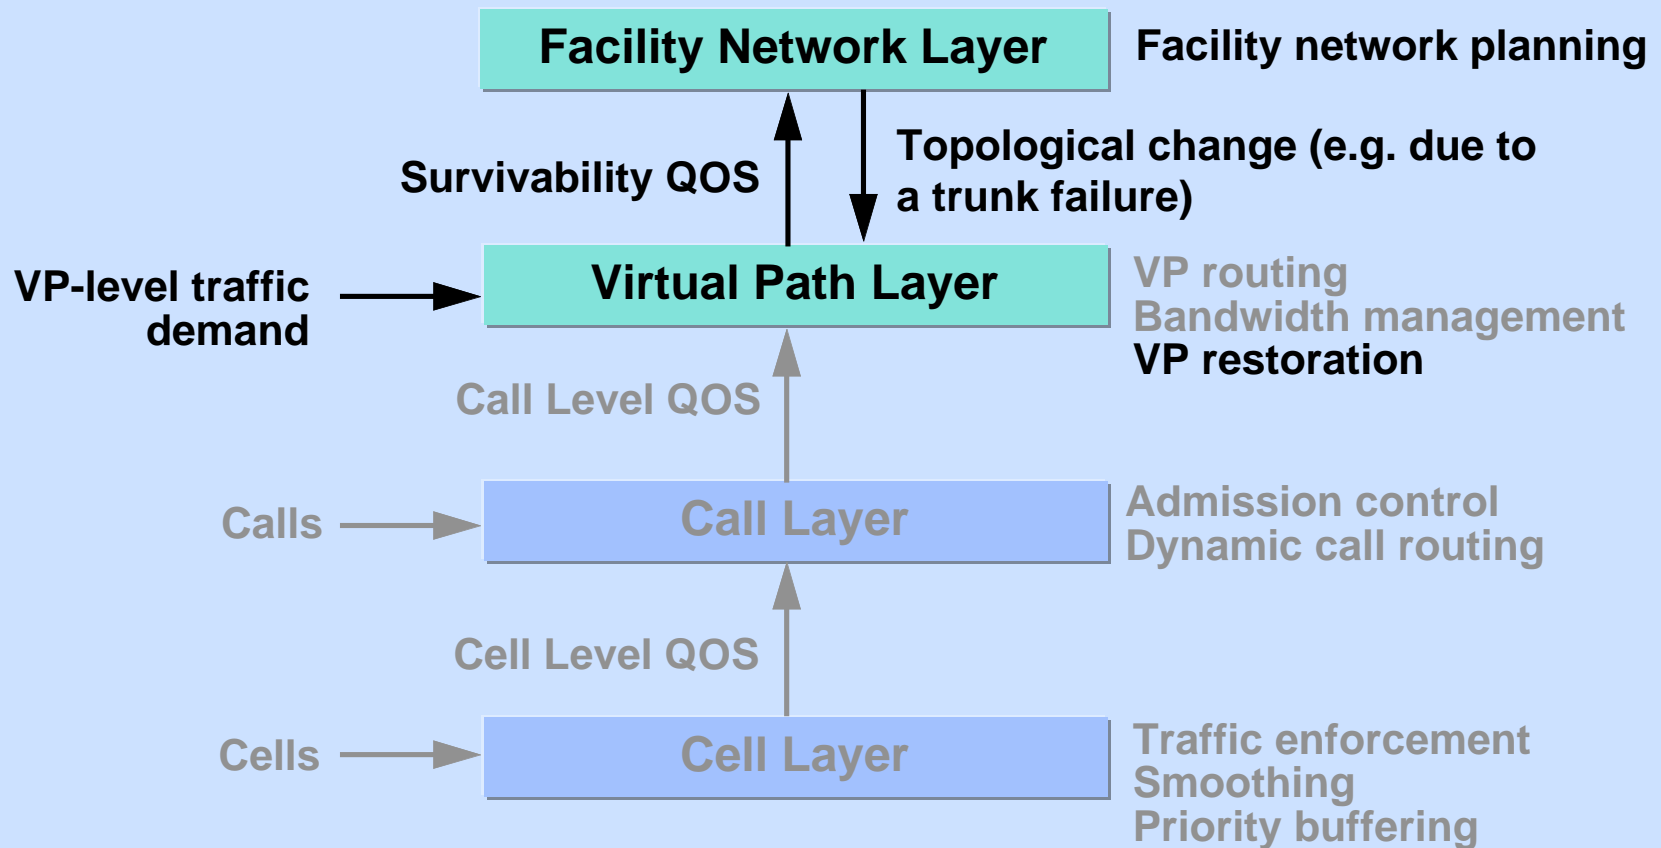 Facility Network Layer
Facility network planning
Survivability QOS
Topological change (e.g. due to
a trunk failure)
VP-level traffic
demand
Virtual Path Layer
VP routing
Bandwidth management
VP restoration
Call Level QOS
Calls
Call Layer
Admission control
Dynamic call routing
Cell Level QOS
Cells
Cell Layer
Traffic enforcement
Smoothing
Priority buffering